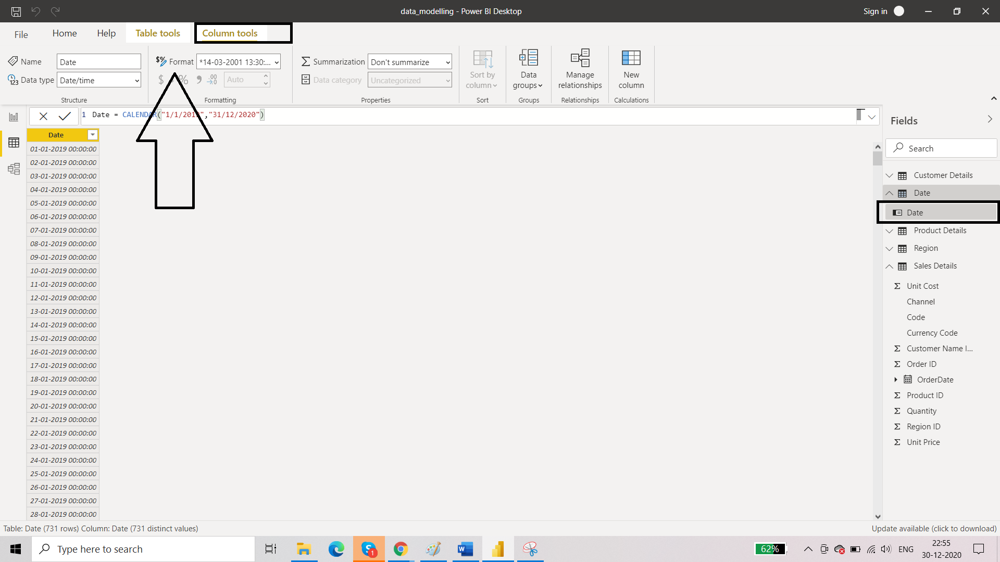 data_modelling - Power BI Desktop
Sign in
File
Home
Help
Table tools
Column tools
Name
Date
Format
*14-03-2001 13:30:...
Summarization
Don't summarize
Data type
Date/time
$
%
Auto
Data category
Uncategorized
Sort by
column
Data
groups
Manage
relationships
New
column
Structure
Formatting
Properties
Sort
Groups
Relationships
Calculations
1 Date = CALENDAR("1/1/2019","31/12/2020")
Date
01-01-2019 00:00:00
02-01-2019 00:00:00
03-01-2019 00:00:00
04-01-2019 00:00:00
05-01-2019 00:00:00
06-01-2019 00:00:00
07-01-2019 00:00:00
08-01-2019 00:00:00
09-01-2019 00:00:00
10-01-2019 00:00:00
11-01-2019 00:00:00
12-01-2019 00:00:00
13-01-2019 00:00:00
14-01-2019 00:00:00
15-01-2019 00:00:00
16-01-2019 00:00:00
17-01-2019 00:00:00
18-01-2019 00:00:00
19-01-2019 00:00:00
20-01-2019 00:00:00
21-01-2019 00:00:00
22-01-2019 00:00:00
23-01-2019 00:00:00
24-01-2019 00:00:00
25-01-2019 00:00:00
26-01-2019 00:00:00
27-01-2019 00:00:00
28-01-2019 00:00:00
Fields
Search
Customer Details
Date
Date
Product Details
Region
Sales Details
Σ Unit Cost
Channel
Code
Currency Code
Σ Customer Name I...
Σ Order ID
OrderDate
Σ Product ID
Σ Quantity
Σ Region ID
Σ Unit Price
Table: Date (731 rows) Column: Date (731 distinct values)
Update available (click to download)
Type here to search
62%
ENG
22:55
30-12-2020